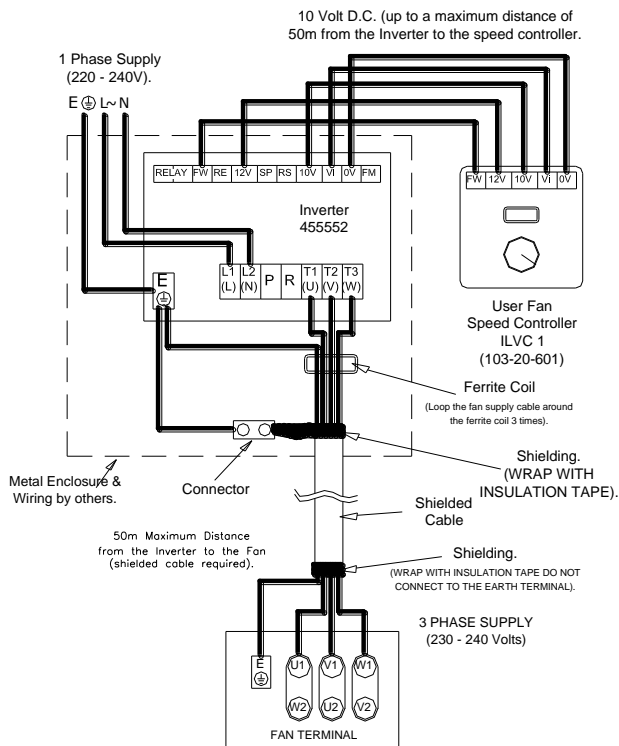 10 Volt D.C. (up to a maximum distance of
50m from the Inverter to the speed controller.
1 Phase Supply
(220 - 240V).
E L~ N
RELAY FW RE 12V SP RS 10V VI 0V FM
Inverter
455552
L1 L2 P R T1 T2 T3
(L) (N) (U) (V) (W)
E
FW 12V 10V Vi 0V
User Fan
Speed Controller
ILVC 1
(103-20-601)
Ferrite Coil
(Loop the fan supply cable around
the ferrite coil 3 times).
Metal Enclosure &
Wiring by others.
Connector
Shielding.
(WRAP WITH
INSULATION TAPE).
Shielded
Cable
50m Maximum Distance
from the Inverter to the Fan
(shielded cable required).
Shielding.
(WRAP WITH INSULATION TAPE DO NOT
CONNECT TO THE EARTH TERMINAL).
3 PHASE SUPPLY
(230 - 240 Volts)
E U1 V1 W1
W2 U2 V2
FAN TERMINAL